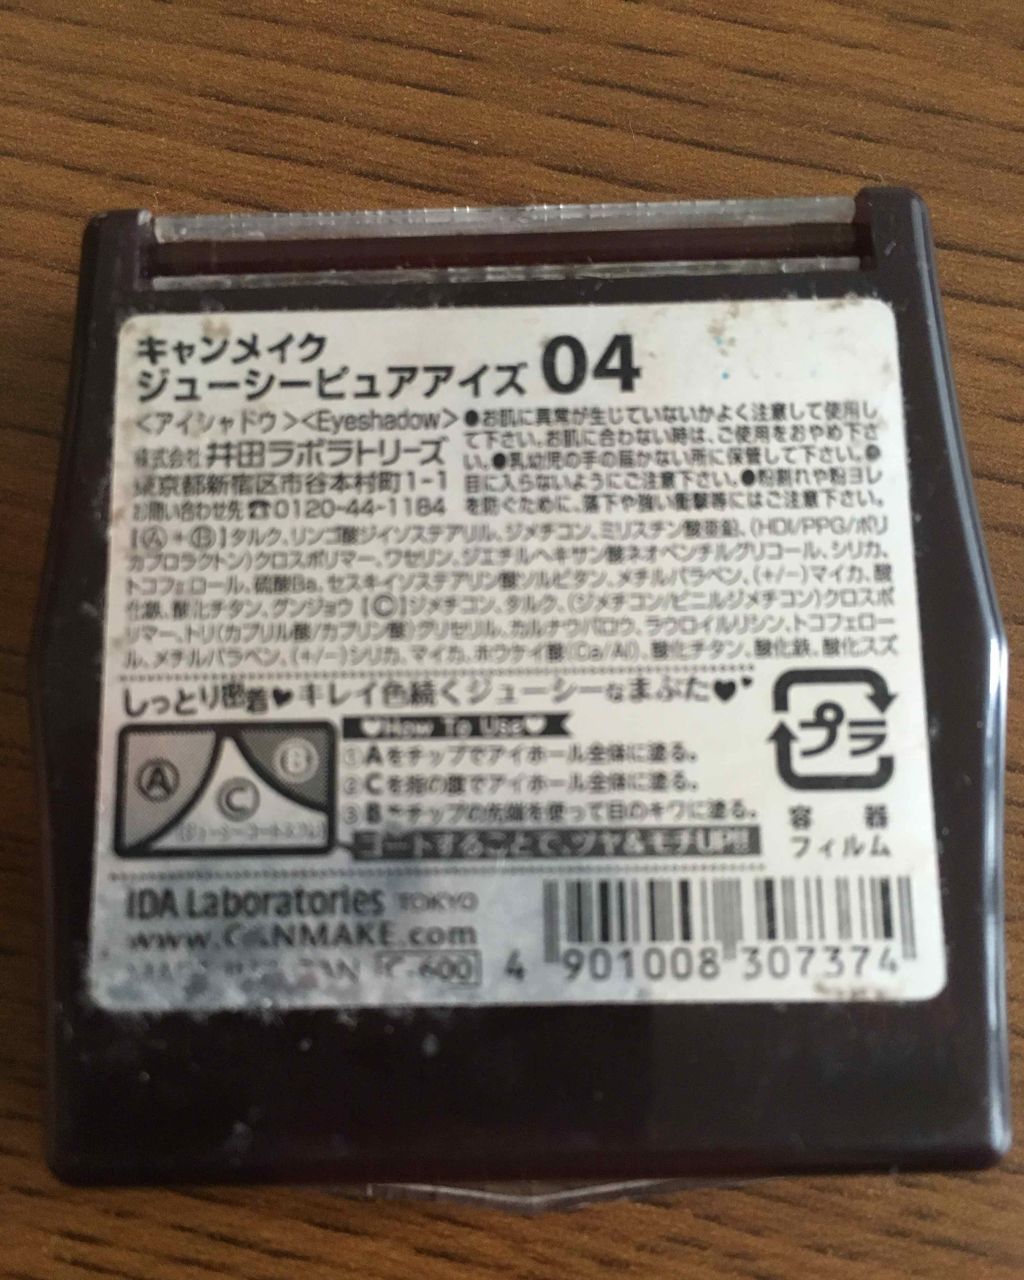 キャンメイク
ジューシーピュアアイズ 04
<アイシャドウ><Eyeshadow>
株式会社 井田ラボラトリーズ
東京都新宿区市谷本村町1-1
お問い合わせ先☎0120-44-1184
●お肌に異常が生じていないかよく注意して使用し
て下さい。お肌に合わない時は、ご使用をおやめ下さ
い。●乳幼児の手の届かない所に保管して下さい。●
目に入らないようにご注意下さい。●粉割れや粉ヨレ
を防ぐために、落下や強い衝撃等にはご注意下さい。
【Ⓐ+Ⓑ】タルク、リンゴ酸ジイソステアリル、ジメチコン、ミリスチン酸亜鉛、(HDI/PPG/ポリ
カプロラクトン)クロスポリマー、ワセリン、ジエチルヘキサン酸ネオペンチルグリコール、シリカ、
トコフェロール、硫酸Ba、セスキイソステアリン酸ソルビタン、メチルパラベン、(+/−)マイカ、酸
化鉄、酸化チタン、グンジョウ【Ⓒ】ジメチコン、タルク、(ジメチコン/ビニルジメチコン)クロスポ
リマー、トリ(カプリル酸/カプリン酸)グリセリル、カルナウバロウ、ラウロイルリシン、トコフェロー
ル、メチルパラベン、(+/−)シリカ、マイカ、ホウケイ酸(Ca/Al)、酸化チタン、酸化鉄、酸化スズ
しっとり密着♥キレイ色続くジューシーなまぶた♥
♥How To Use♥
①Aをチップでアイホール全体に塗る。
②Cを指の腹でアイホール全体に塗る。
③Bをチップの先端を使って目のキワに塗る。
コートすることで、ツヤ&モチUP!!
Ⓐ
Ⓑ
Ⓒ
プラ
容器
フィルム
IDA Laboratories TOKYO
www.CANMAKE.com
MADE IN JAPAN C-600
4 901008 307374